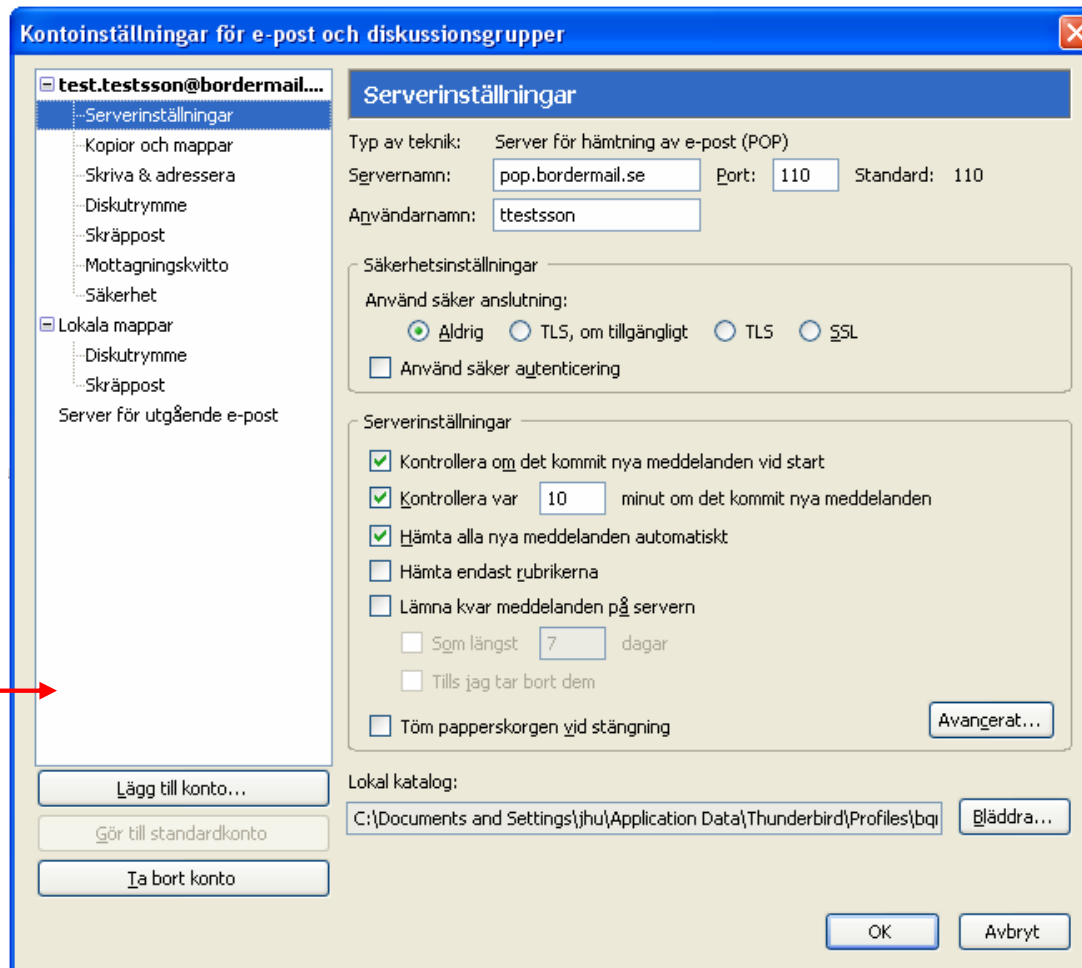 Kontoinställningar för e-post och diskussionsgrupper
test.testsson@bordermail....
Serverinställningar
Kopior och mappar
Skriva & adressera
Diskutrymme
Skräppost
Mottagningskvitto
Säkerhet
Lokala mappar
Diskutrymme
Skräppost
Server för utgående e-post
Lägg till konto...
Gör till standardkonto
Ta bort konto
Serverinställningar
Typ av teknik: Server för hämtning av e-post (POP)
Servernamn: pop.bordermail.se Port: 110 Standard: 110
Användarnamn: ttestsson
Säkerhetsinställningar
Använd säker anslutning:
Aldrig TLS, om tillgängligt TLS SSL
Använd säker autenticering
Serverinställningar
Kontrollera om det kommit nya meddelanden vid start
Kontrollera var 10 minut om det kommit nya meddelanden
Hämta alla nya meddelanden automatiskt
Hämta endast rubrikerna
Lämna kvar meddelanden på servern
Som längst 7 dagar
Tills jag tar bort dem
Töm papperskorgen vid stängning Avancerat...
Lokal katalog:
C:\Documents and Settings\jhu\Application Data\Thunderbird\Profiles\bq Bläddra...
OK Avbryt